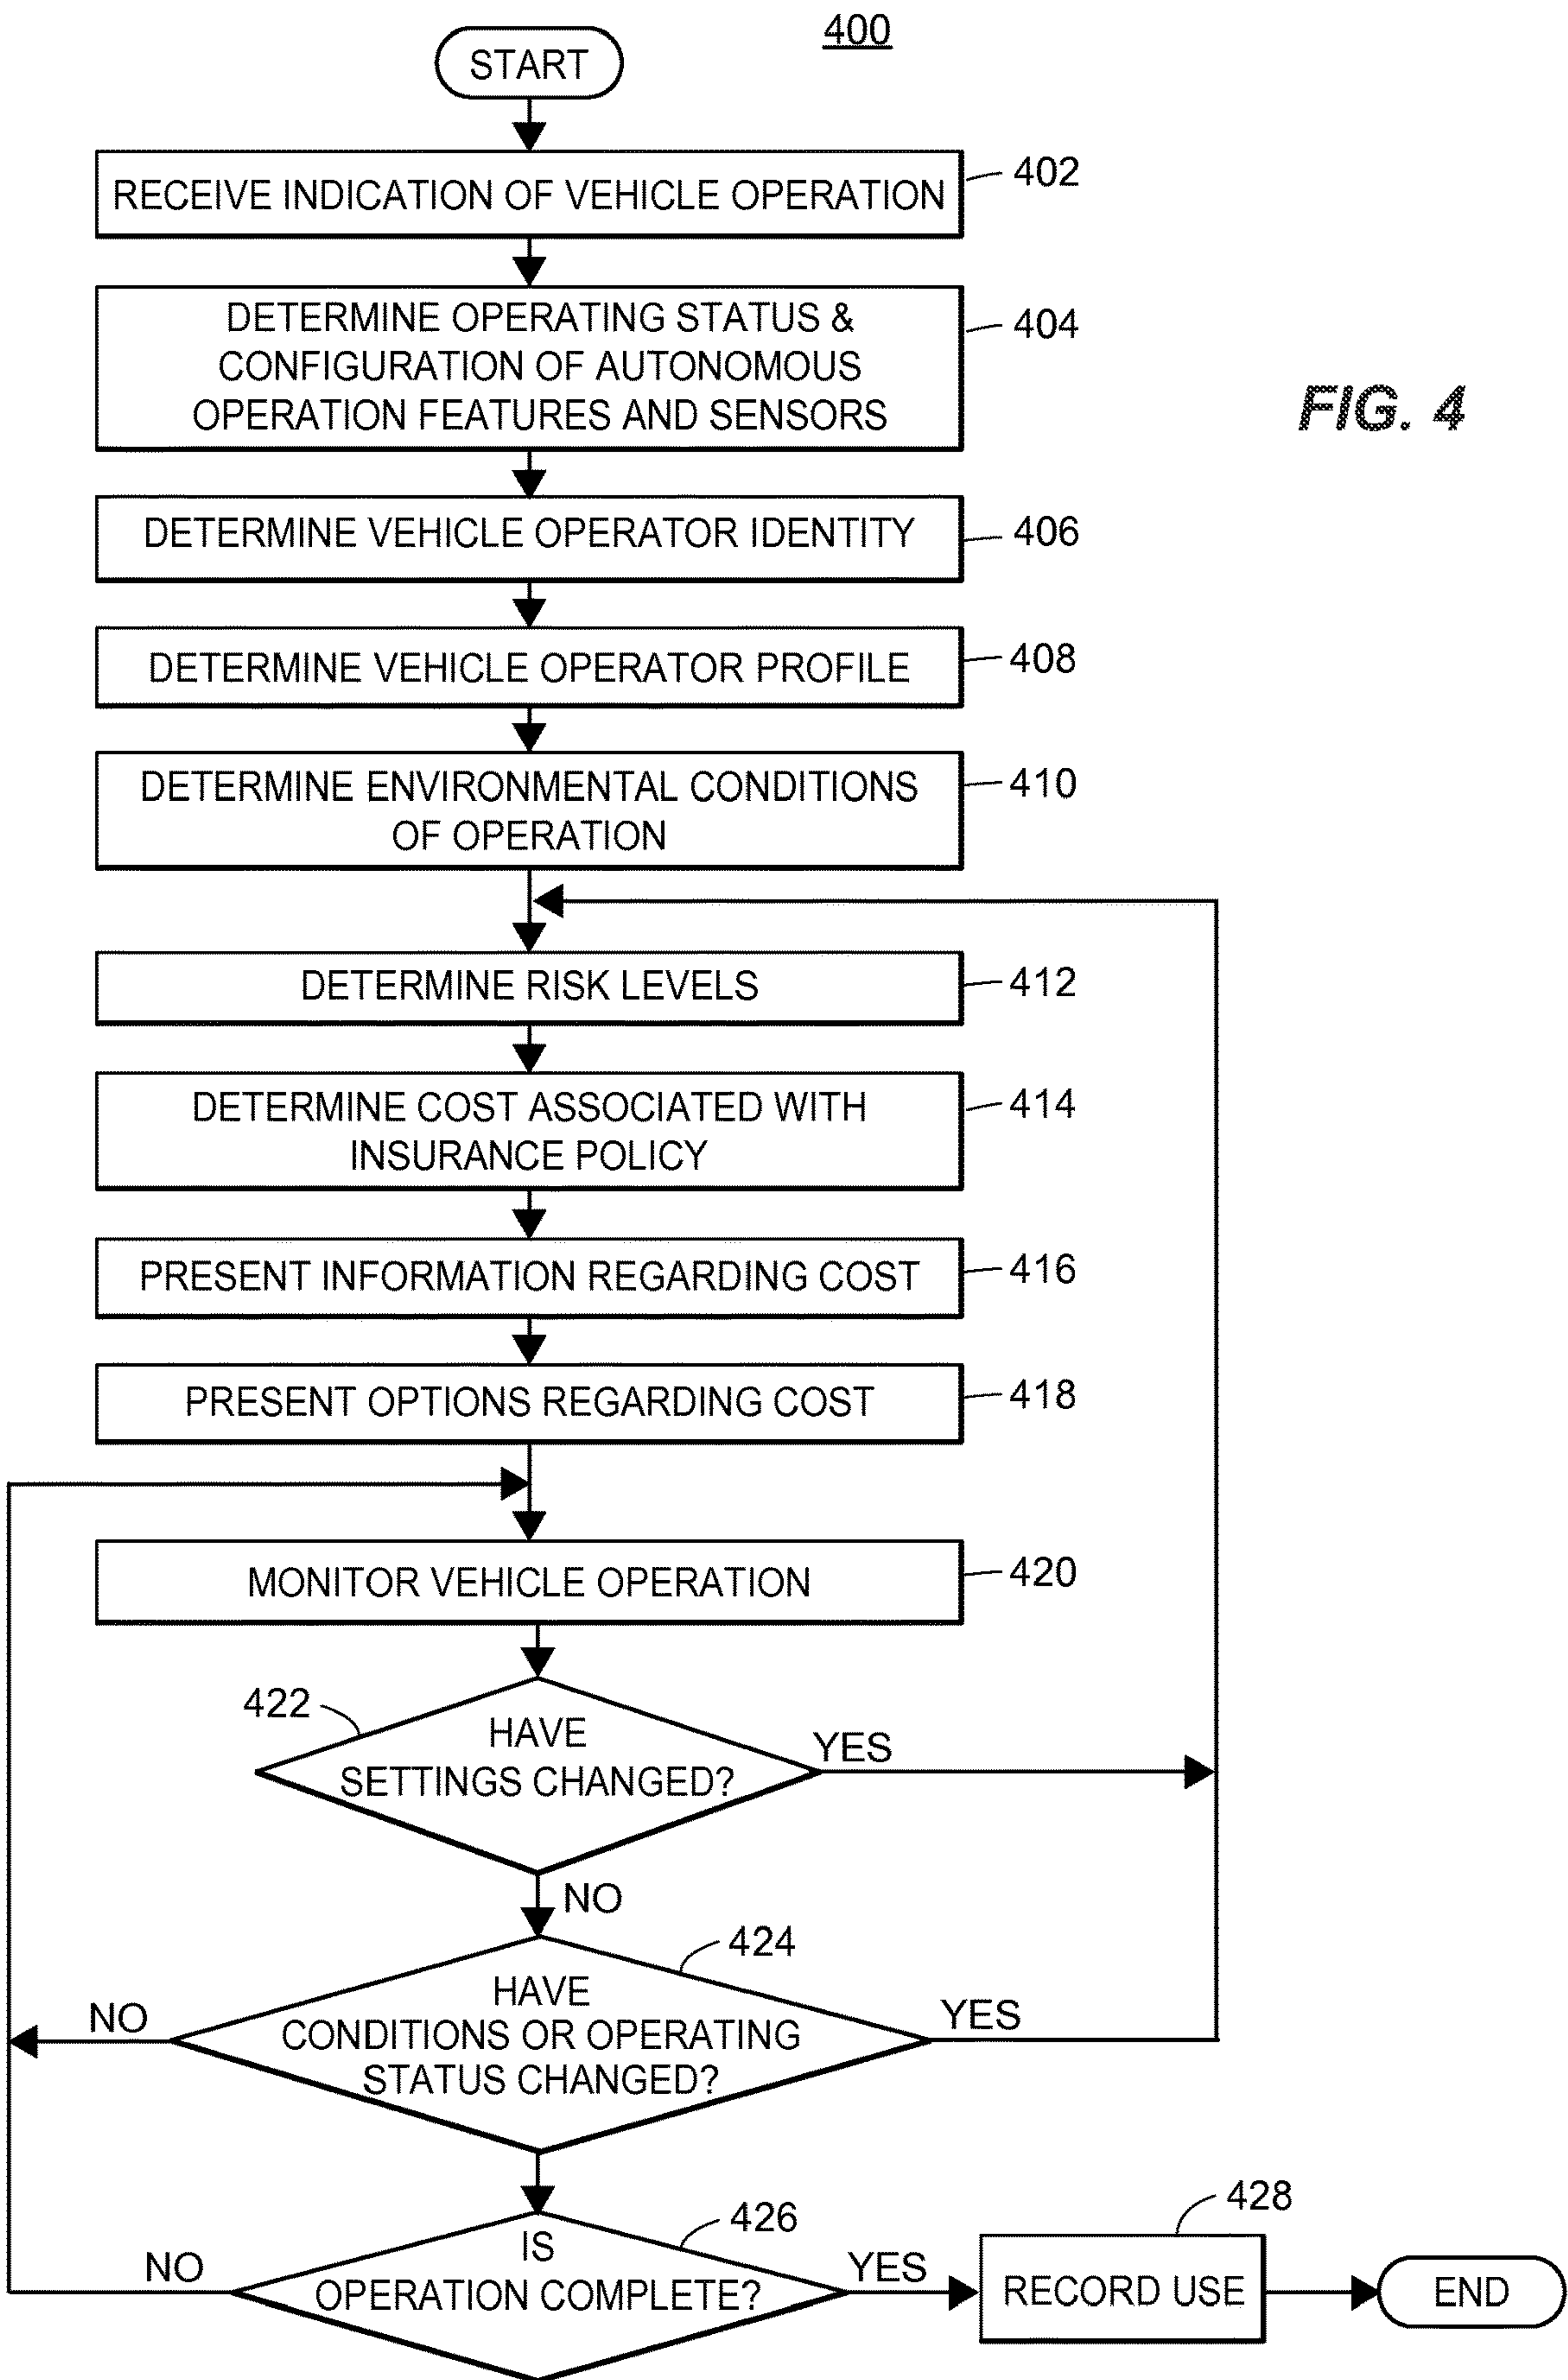 400
START
RECEIVE INDICATION OF VEHICLE OPERATION
402
DETERMINE OPERATING STATUS &
CONFIGURATION OF AUTONOMOUS
OPERATION FEATURES AND SENSORS
404
FIG. 4
DETERMINE VEHICLE OPERATOR IDENTITY
406
DETERMINE VEHICLE OPERATOR PROFILE
408
DETERMINE ENVIRONMENTAL CONDITIONS
OF OPERATION
410
DETERMINE RISK LEVELS
412
DETERMINE COST ASSOCIATED WITH
INSURANCE POLICY
414
PRESENT INFORMATION REGARDING COST
416
PRESENT OPTIONS REGARDING COST
418
MONITOR VEHICLE OPERATION
420
422
HAVE
SETTINGS CHANGED?
YES
NO
424
HAVE
CONDITIONS OR OPERATING
STATUS CHANGED?
NO
YES
426
IS
OPERATION COMPLETE?
NO
YES
428
RECORD USE
END